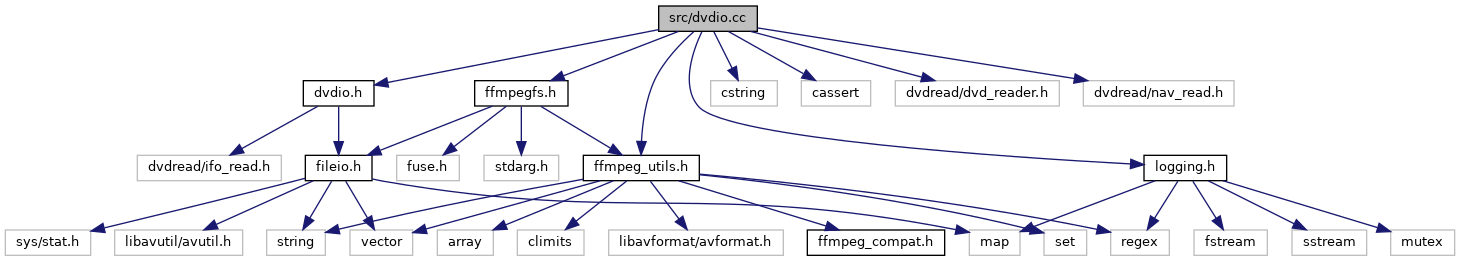 src/dvdio.cc
dvdio.h
ffmpegfs.h
cstring
cassert
dvdread/dvd_reader.h
dvdread/nav_read.h
dvdread/ifo_read.h
fileio.h
fuse.h
stdarg.h
ffmpeg_utils.h
logging.h
sys/stat.h
libavutil/avutil.h
string
vector
array
climits
libavformat/avformat.h
ffmpeg_compat.h
map
set
regex
fstream
sstream
mutex